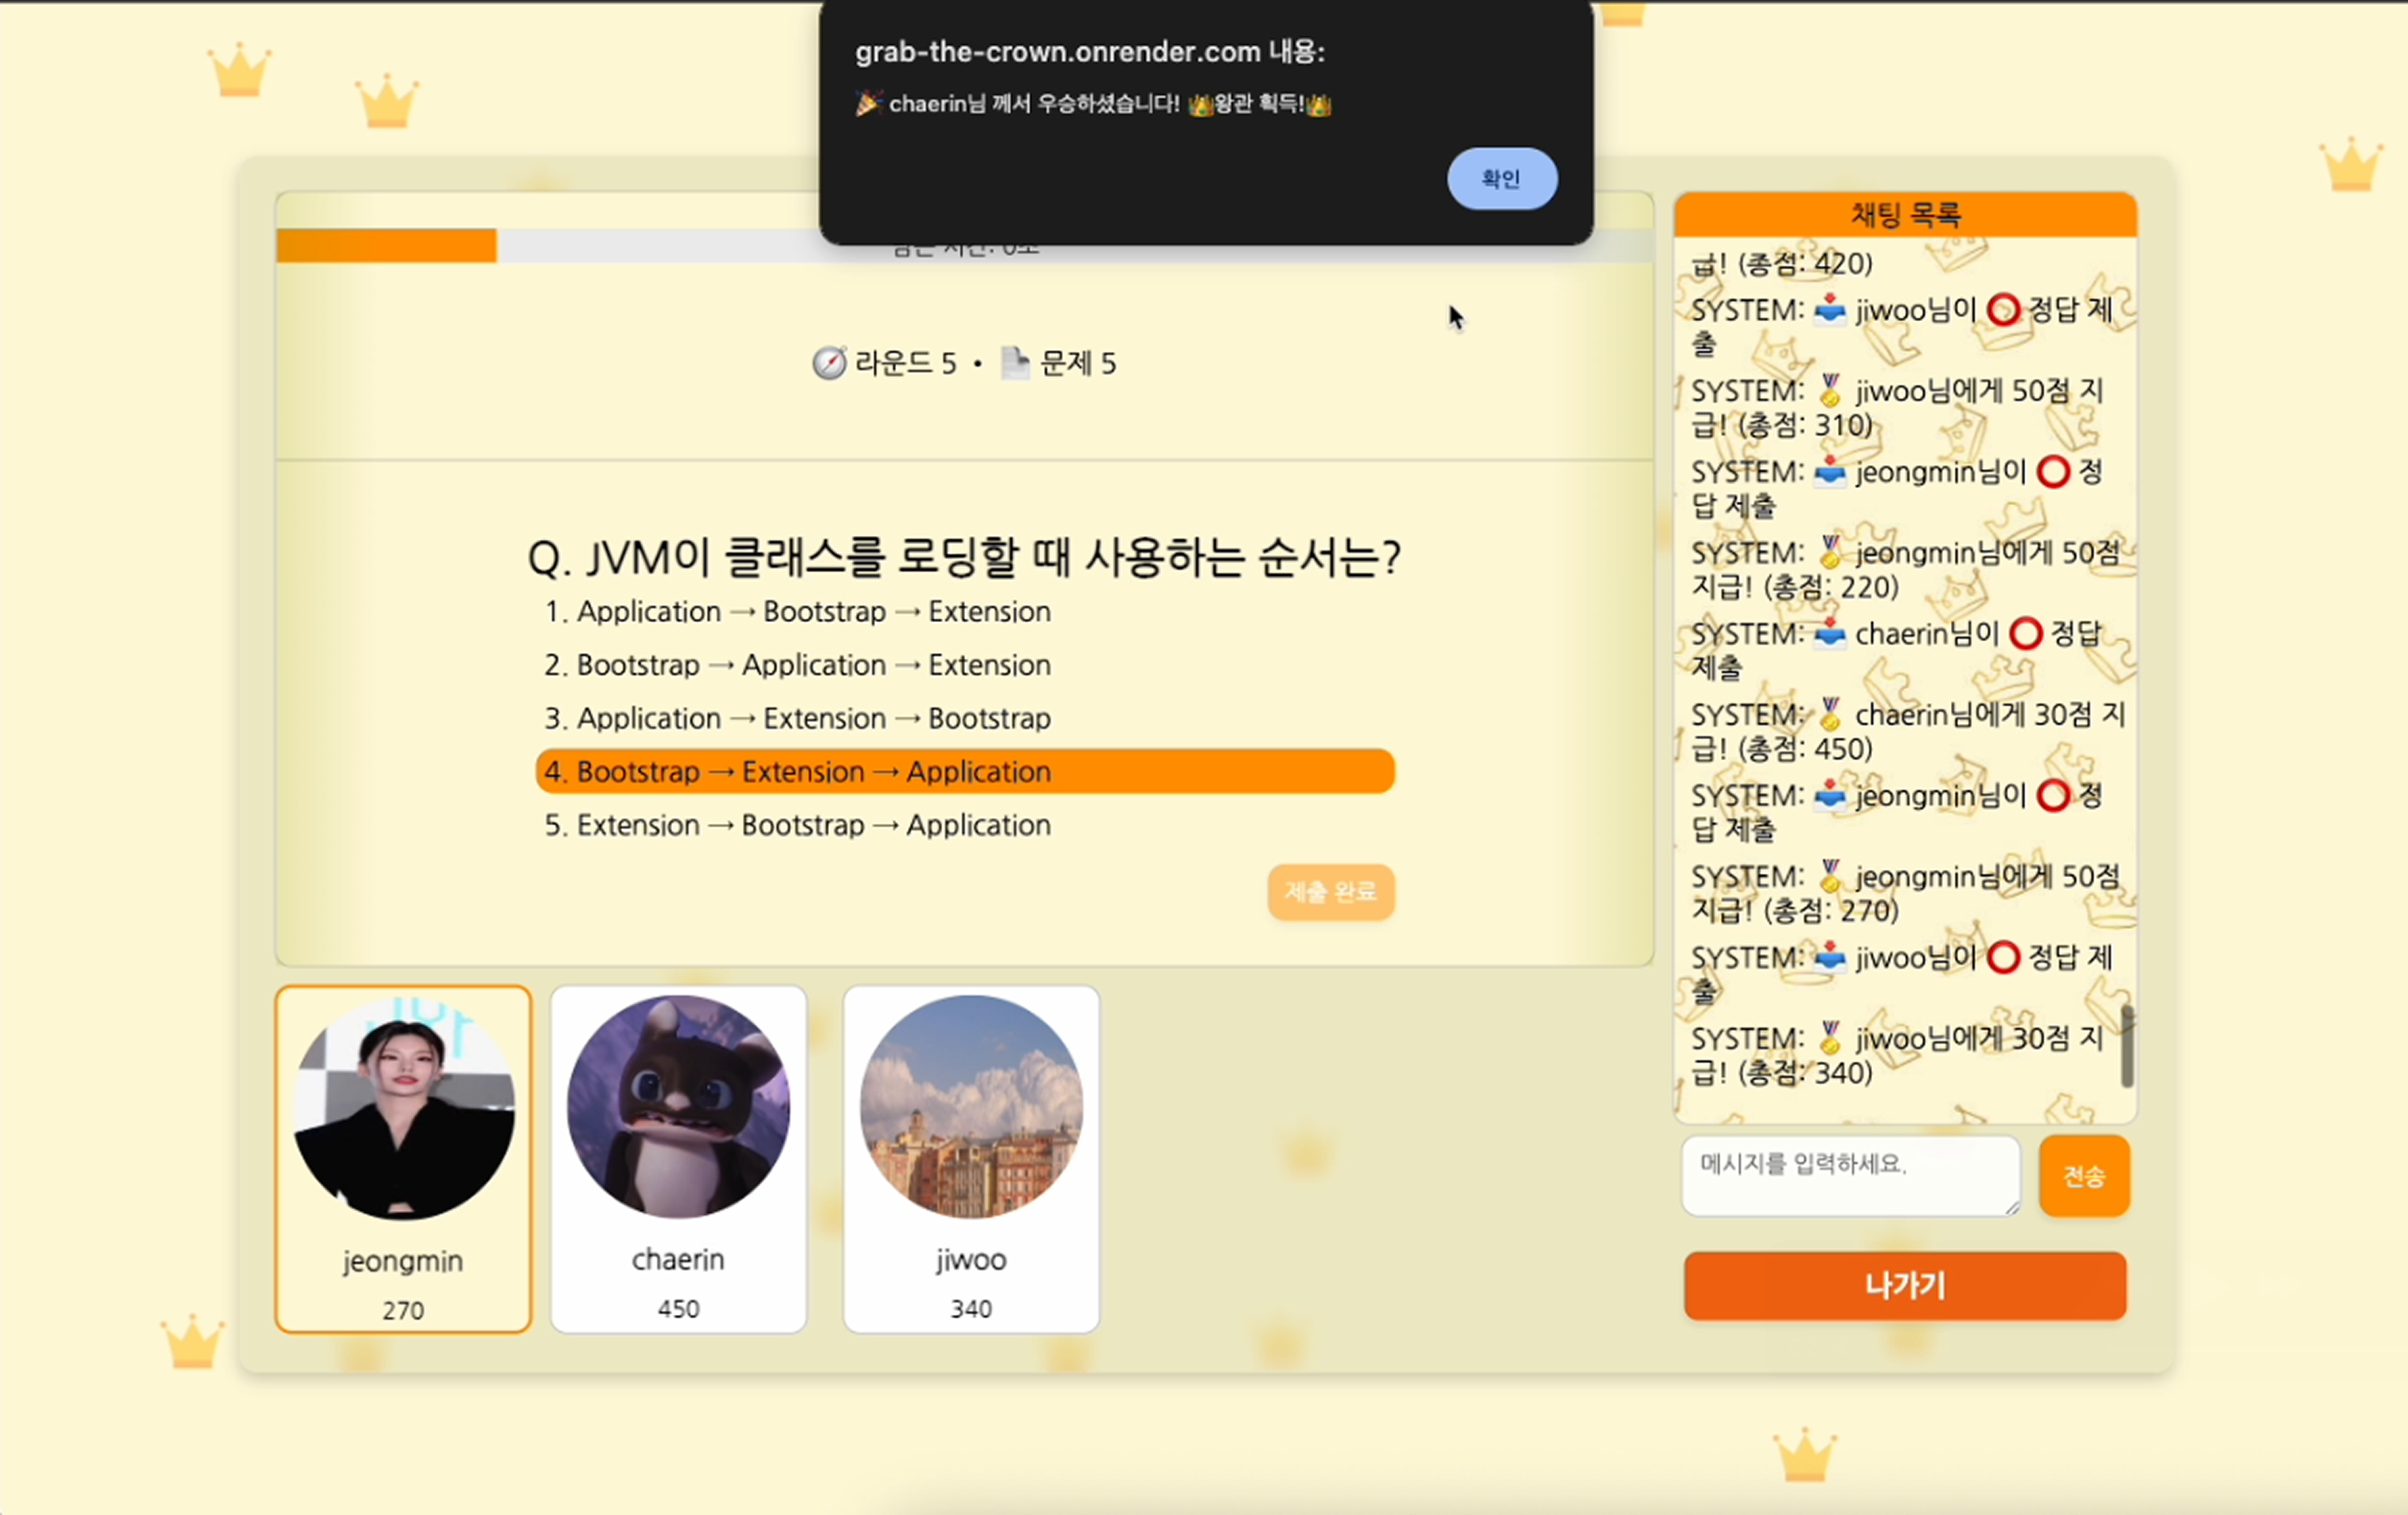 grab-the-crown.onrender.com 내용:
🎉 chaerin님 께서 우승하셨습니다! 👑왕관 획득!👑
확인
🧭 라운드 5 • 📄 문제 5
Q. JVM이 클래스를 로딩할 때 사용하는 순서는?
1. Application → Bootstrap → Extension
2. Bootstrap → Application → Extension
3. Application → Extension → Bootstrap
4. Bootstrap → Extension → Application
5. Extension → Bootstrap → Application
제출 완료
jeongmin
270
chaerin
450
jiwoo
340
채팅 목록
급! (총점: 420)
SYSTEM: 📥 jiwoo님이 ⭕ 정답 제
출
SYSTEM: 🏅 jiwoo님에게 50점 지
급! (총점: 310)
SYSTEM: 📥 jeongmin님이 ⭕ 정
답 제출
SYSTEM: 🏅 jeongmin님에게 50점
지급! (총점: 220)
SYSTEM: 📥 chaerin님이 ⭕ 정답
제출
SYSTEM: 🏅 chaerin님에게 30점 지
급! (총점: 450)
SYSTEM: 📥 jeongmin님이 ⭕ 정
답 제출
SYSTEM: 🏅 jeongmin님에게 50점
지급! (총점: 270)
SYSTEM: 📥 jiwoo님이 ⭕ 정답 제
출
SYSTEM: 🏅 jiwoo님에게 30점 지
급! (총점: 340)
메시지를 입력하세요.
전송
나가기